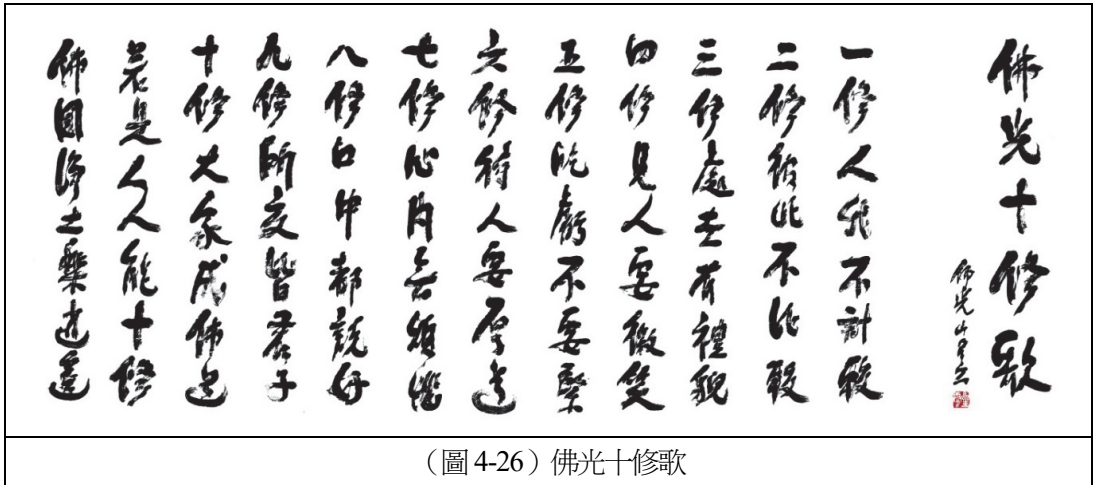 佛光十修歌
佛光山星雲
一修人我不計較
二修彼此不比較
三修處世有禮貌
四修見人要微笑
五修吃虧不要緊
六修待人要厚道
七修心內無煩惱
八修口中都說好
九修所交皆君子
十修大家成佛道
若是人人能十修
佛國淨土樂逍遙
（圖 4-26）佛光十修歌